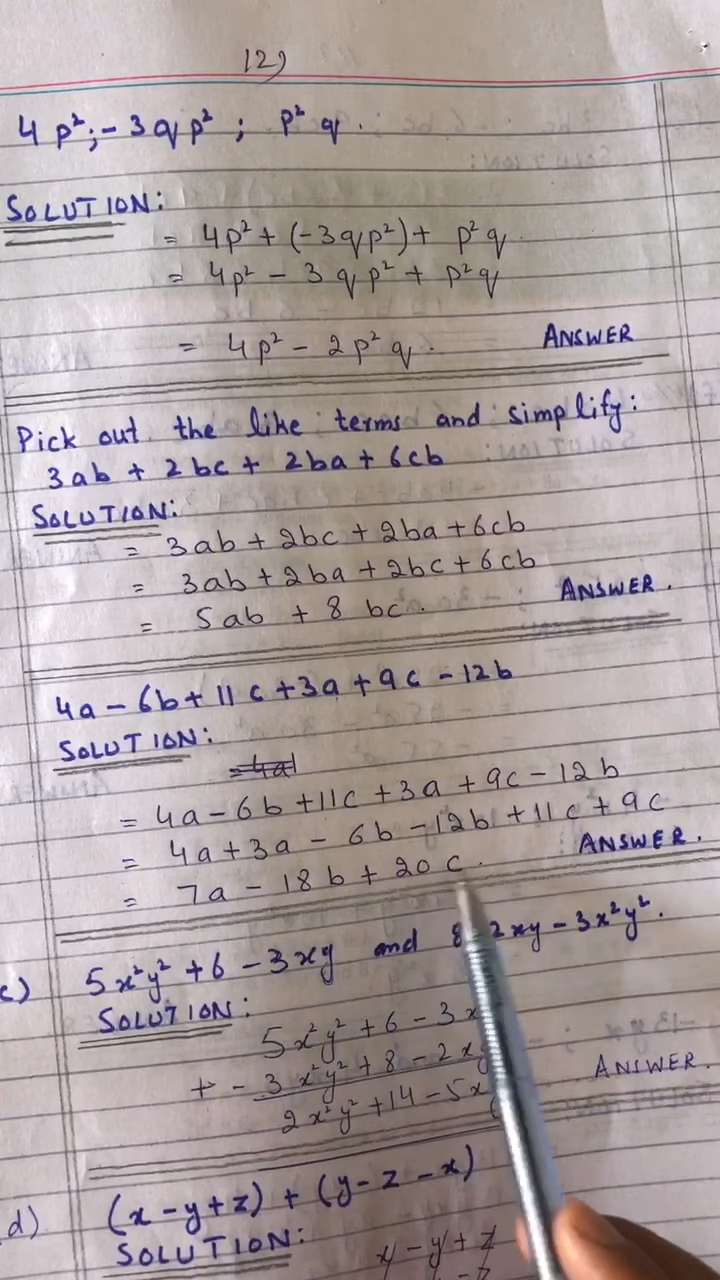 12)
4p²; -3qp²; p²q.
SOLUTION:
= 4p² + (-3qp²) + p²q.
= 4p² - 3qp² + p²q
= 4p² - 2p²q. ANSWER
Pick out the like terms and simplify:
3ab + 2bc + 2ba + 6cb
SOLUTION:
= 3ab + 2bc + 2ba + 6cb
= 3ab + 2ba + 2bc + 6cb
= 5ab + 8bc. ANSWER.
4a - 6b + 11c + 3a + 9c - 12b
SOLUTION:
= 4a - 6b + 11c + 3a + 9c - 12b
= 4a + 3a - 6b - 12b + 11c + 9c
= 7a - 18b + 20c. ANSWER.
c) 5x²y² + 6 - 3xy and 8 2xy - 3x²y².
SOLUTION:
5x²y² + 6 - 3x
+ - 3x²y² + 8 - 2xy
2x²y² + 14 - 5x ANSWER.
d) (x - y + z) + (y - z - x)
SOLUTION:
x - y + z